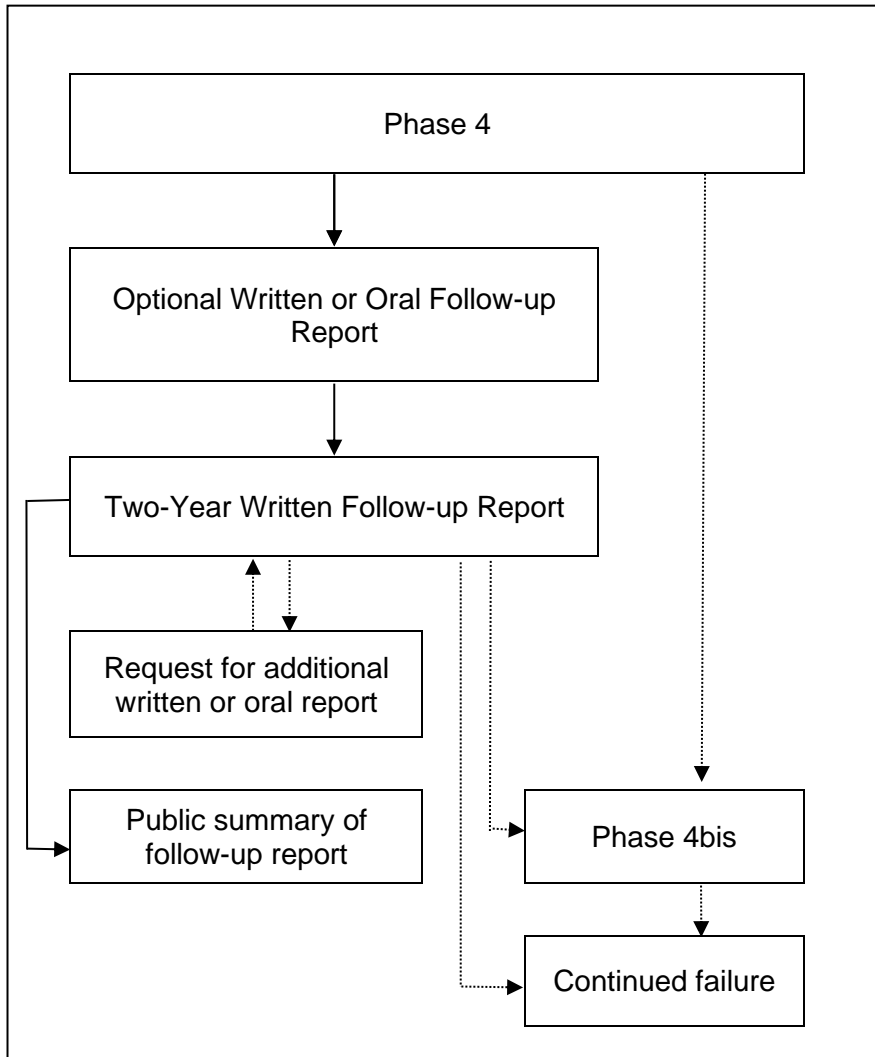 Phase 4
Optional Written or Oral Follow-up
Report
Two-Year Written Follow-up Report
Request for additional
written or oral report
Public summary of
follow-up report
Phase 4bis
Continued failure